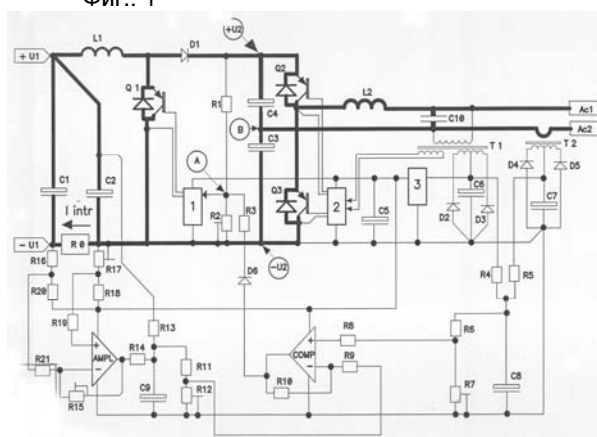 Фиг.. 1
L1
D1
+U2
+ U1
Q 1
Q2
R1
C4
L2
C10
Ac1
B
Ac2
C3
T 1
T 2
C1
C2
A
D4
D5
I intr
1
R2
R3
Q3
2
3
C6
C7
C5
D2
D3
- U1
R 0
-U2
R16
R17
D6
R4
R5
R20
R18
R19
R13
R8
R6
AMPL
R14
COMP
R9
R21
R11
R10
R15
C9
R12
R7
C8